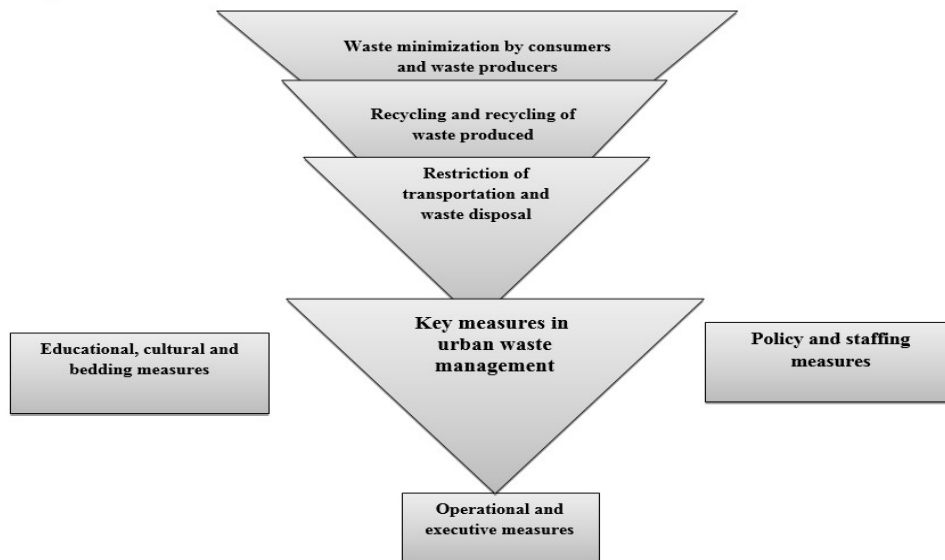 Waste minimization by consumers
and waste producers
Recycling and recycling of
waste produced
Restriction of
transportation and
waste disposal
Key measures in
urban waste
management
Educational, cultural and
bedding measures
Policy and staffing
measures
Operational and
executive measures